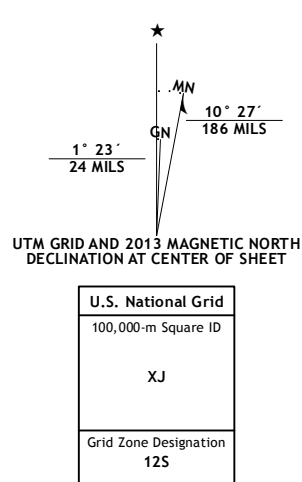 ★
MN
GN
10° 27´
186 MILS
1° 23´
24 MILS
UTM GRID AND 2013 MAGNETIC NORTH
DECLINATION AT CENTER OF SHEET
U.S. National Grid
100,000-m Square ID
XJ
Grid Zone Designation
12S